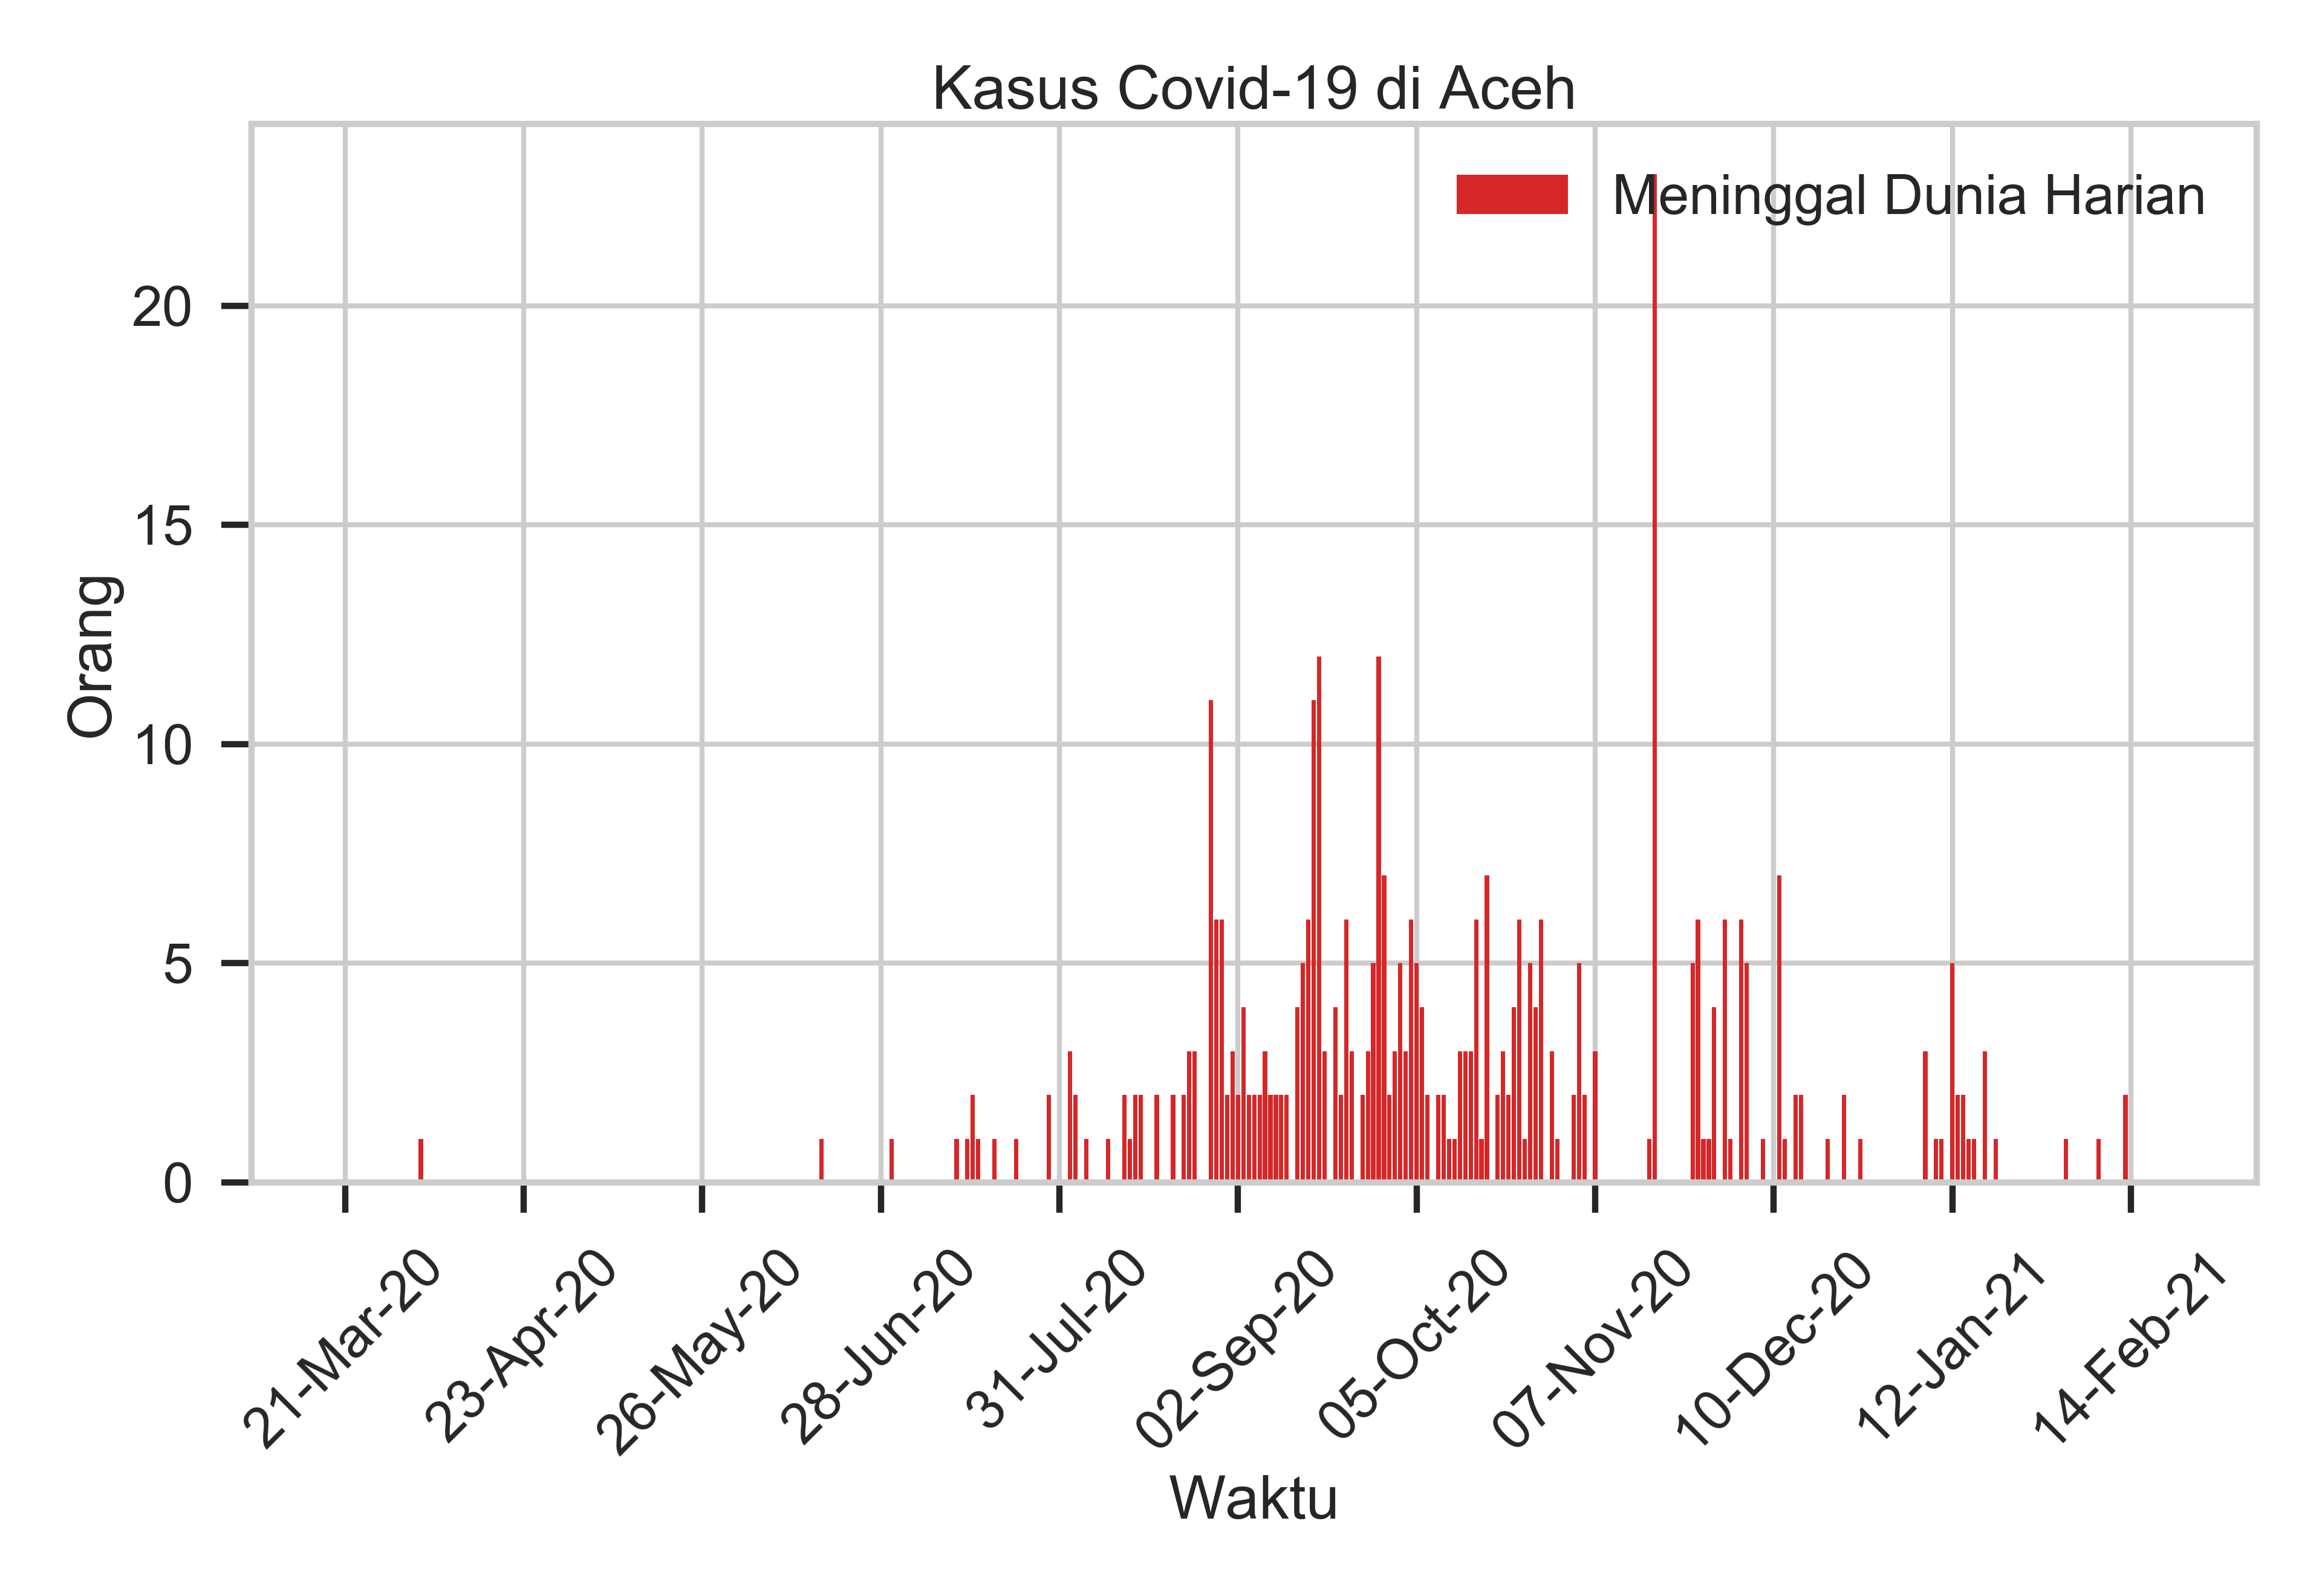 Kasus Covid-19 di Aceh
Meninggal Dunia Harian
Orang
20
15
10
5
0
21-Mar-20
23-Apr-20
26-May-20
28-Jun-20
31-Jul-20
02-Sep-20
05-Oct-20
07-Nov-20
10-Dec-20
12-Jan-21
14-Feb-21
Waktu